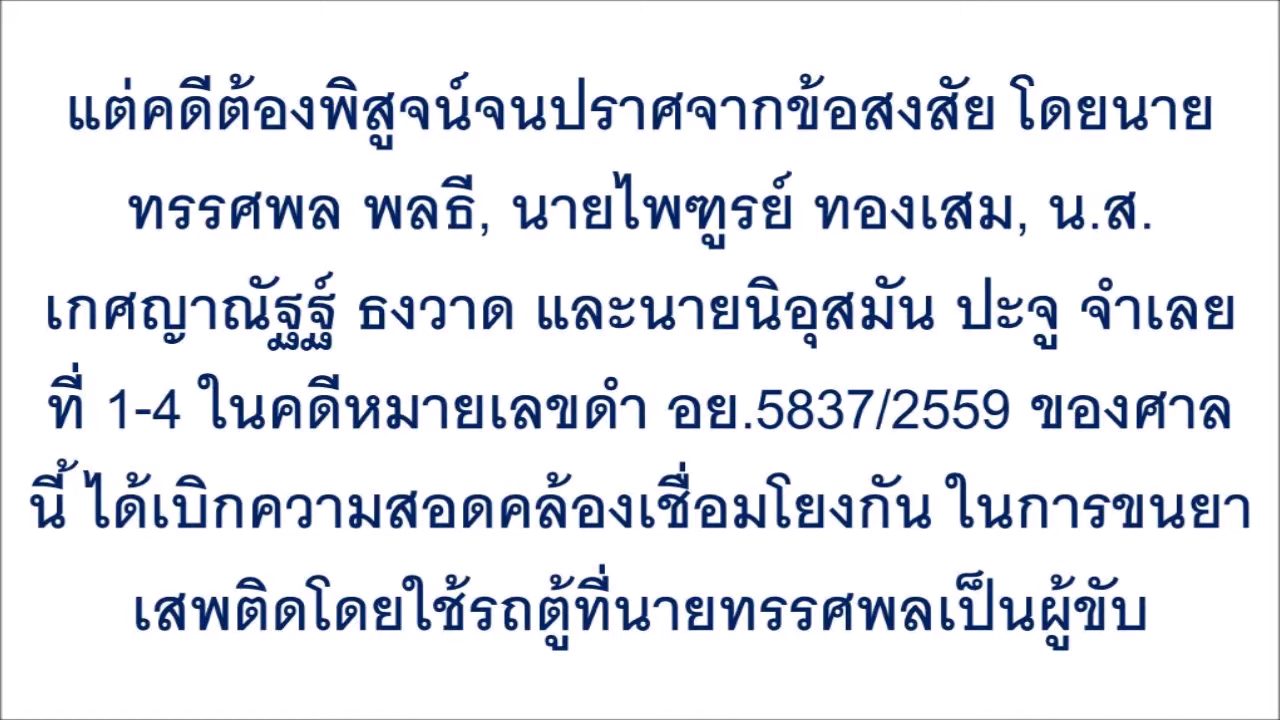 แต่คดีต้องพิสูจน์จนปราศจากข้อสงสัย โดยนาย
ทรรศพล พลธี, นายไพฑูรย์ ทองเสม, น.ส.
เกศญาณัฐฐ์ ธงวาด และนายนิอุสมัน ปะจู จำเลย
ที่ 1-4 ในคดีหมายเลขดำ อย.5837/2559 ของศาล
นี้ ได้เบิกความสอดคล้องเชื่อมโยงกัน ในการขนยา
เสพติดโดยใช้รถตู้ที่นายทรรศพลเป็นผู้ขับ